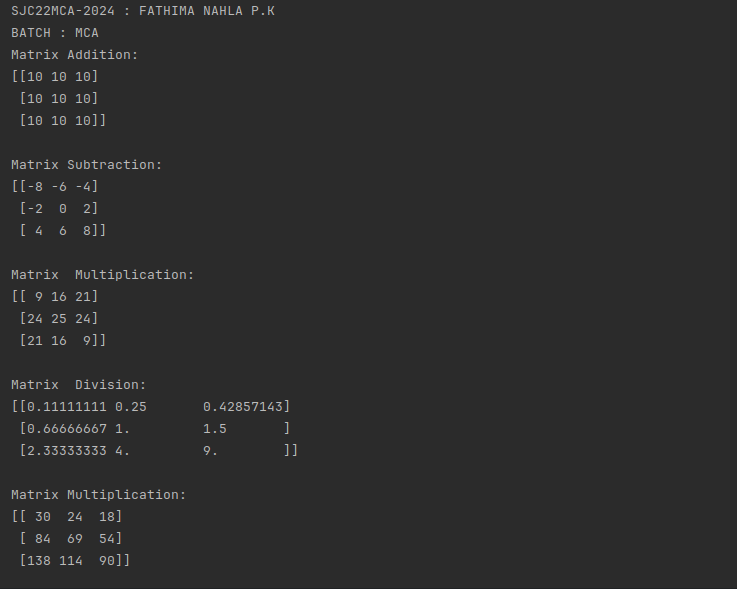 SJC22MCA-2024 : FATHIMA NAHLA P.K
BATCH : MCA
Matrix Addition:
[[10 10 10]
 [10 10 10]
 [10 10 10]]

Matrix Subtraction:
[[-8 -6 -4]
 [-2  0  2]
 [ 4  6  8]]

Matrix  Multiplication:
[[ 9 16 21]
 [24 25 24]
 [21 16  9]]

Matrix  Division:
[[0.11111111 0.25       0.42857143]
 [0.66666667 1.         1.5       ]
 [2.33333333 4.         9.        ]]

Matrix Multiplication:
[[ 30  24  18]
 [ 84  69  54]
 [138 114  90]]